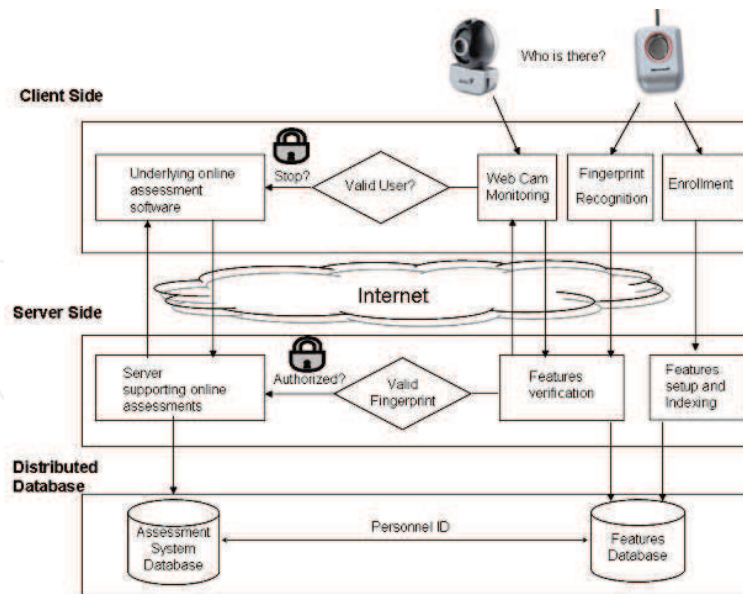 Who is there?
Client Side
Underlying online
assessment
software
Stop?
Valid User?
Web Cam
Monitoring
Fingerprint
Recognition
Enrollment
Internet
Server Side
Server
supporting online
assessments
Authorized?
Valid
Fingerprint
Features
verification
Features
setup and
Indexing
Distributed
Database
Assessment
System
Database
Personnel ID
Features
Database